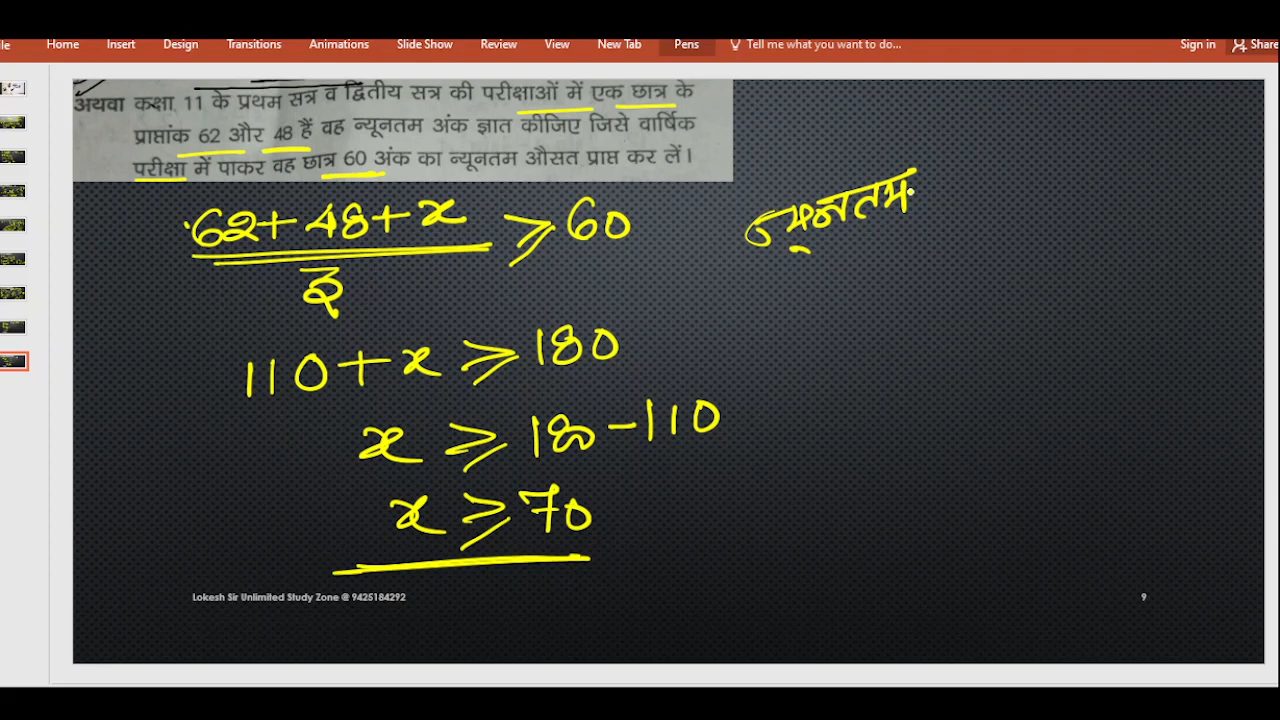 Home Insert Design Transitions Animations Slide Show Review View New Tab Pens Tell me what you want to do... Sign in Share
अथवा कक्षा 11 के प्रथम सत्र व द्वितीय सत्र की परीक्षाओं में एक छात्र के
प्राप्तांक 62 और 48 हैं वह न्यूनतम अंक ज्ञात कीजिए जिसे वार्षिक
परीक्षा में पाकर वह छात्र 60 अंक का न्यूनतम औसत प्राप्त कर लें।
62+48+x / 3 ⩾ 60
न्यूनतम
110+x ⩾ 180
x ⩾ 180-110
x ⩾ 70
Lokesh Sir Unlimited Study Zone @ 9425184292
9